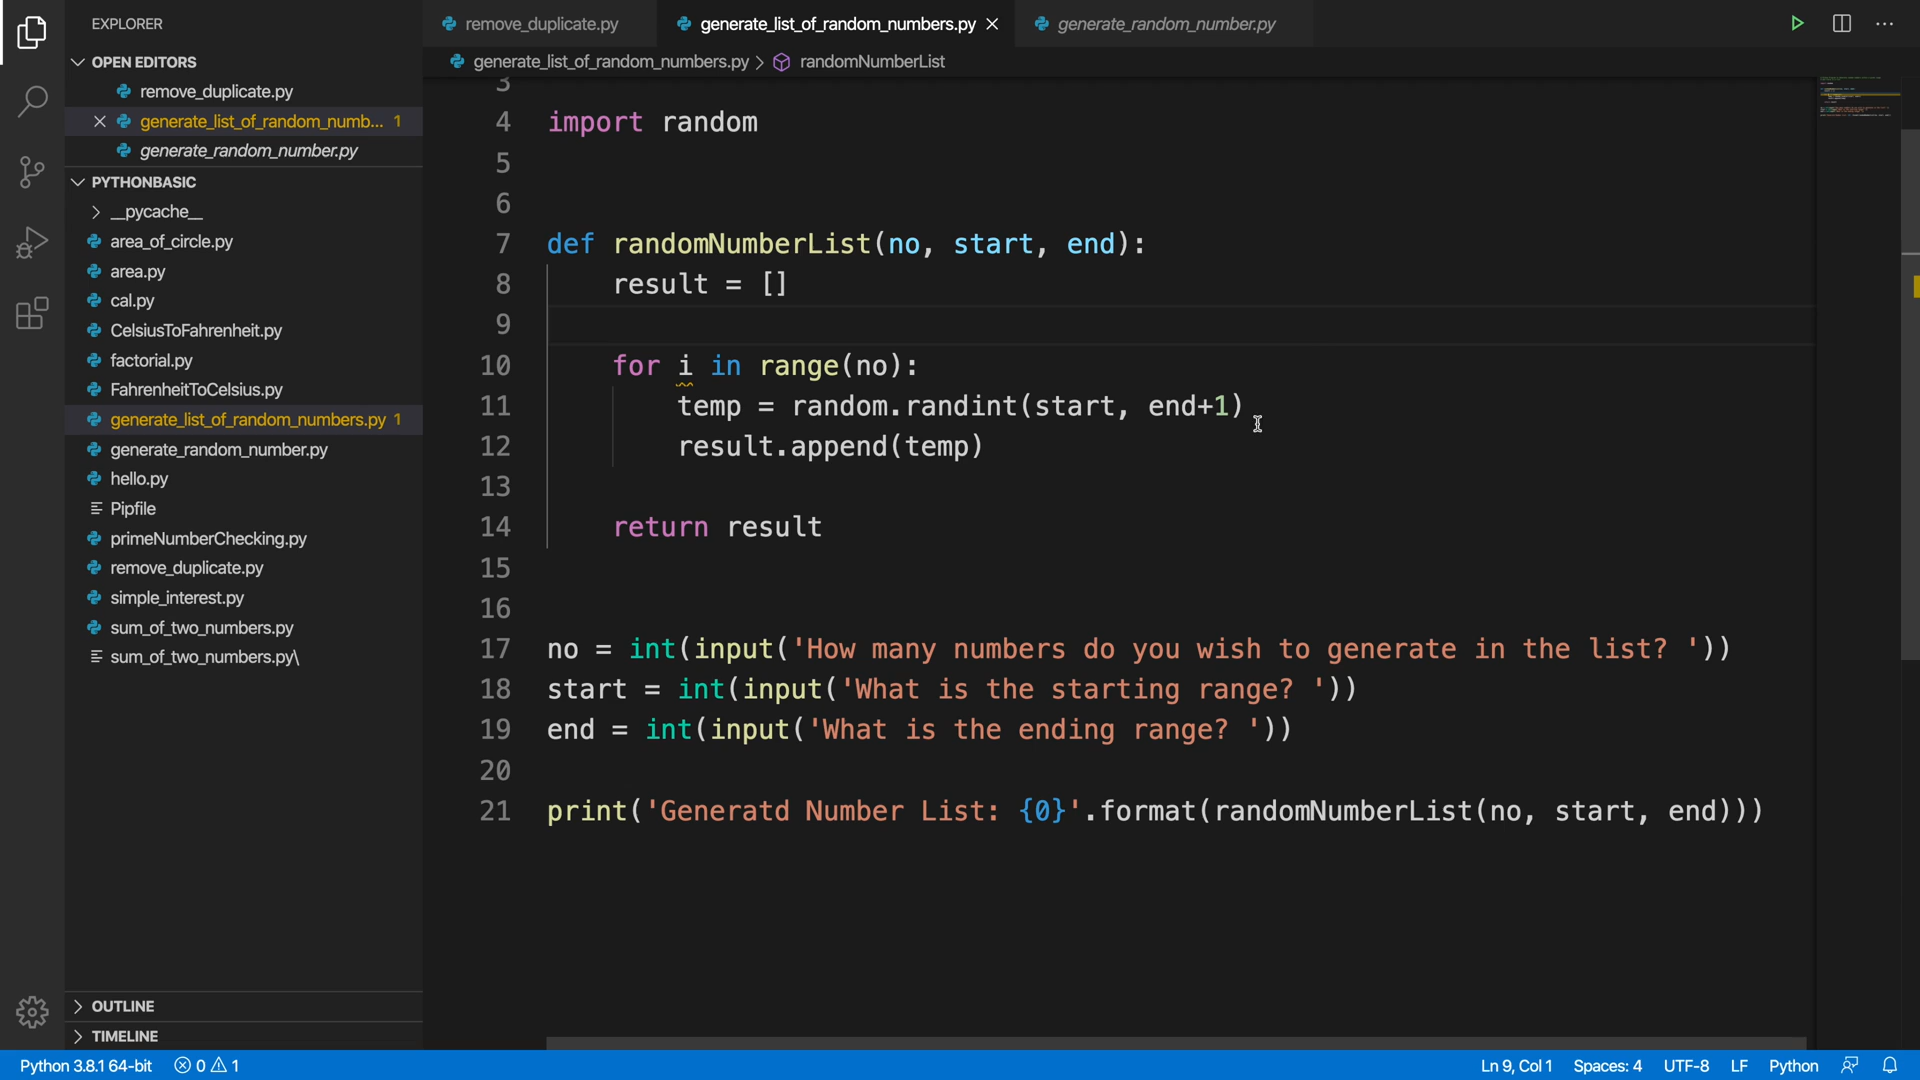 EXPLORER
OPEN EDITORS
remove_duplicate.py
generate_list_of_random_numb... 1
generate_random_number.py
PYTHONBASIC
__pycache__
area_of_circle.py
area.py
cal.py
CelsiusToFahrenheit.py
factorial.py
FahrenheitToCelsius.py
generate_list_of_random_numbers.py 1
generate_random_number.py
hello.py
Pipfile
primeNumberChecking.py
remove_duplicate.py
simple_interest.py
sum_of_two_numbers.py
sum_of_two_numbers.py\
OUTLINE
TIMELINE
remove_duplicate.py generate_list_of_random_numbers.py generate_random_number.py
generate_list_of_random_numbers.py > randomNumberList
3
4 import random
5
6
7 def randomNumberList(no, start, end):
8 result = []
9
10 for i in range(no):
11 temp = random.randint(start, end+1)
12 result.append(temp)
13
14 return result
15
16
17 no = int(input('How many numbers do you wish to generate in the list? '))
18 start = int(input('What is the starting range? '))
19 end = int(input('What is the ending range? '))
20
21 print('Generatd Number List: {0}'.format(randomNumberList(no, start, end)))
Python 3.8.1 64-bit 0 1 Ln 9, Col 1 Spaces: 4 UTF-8 LF Python